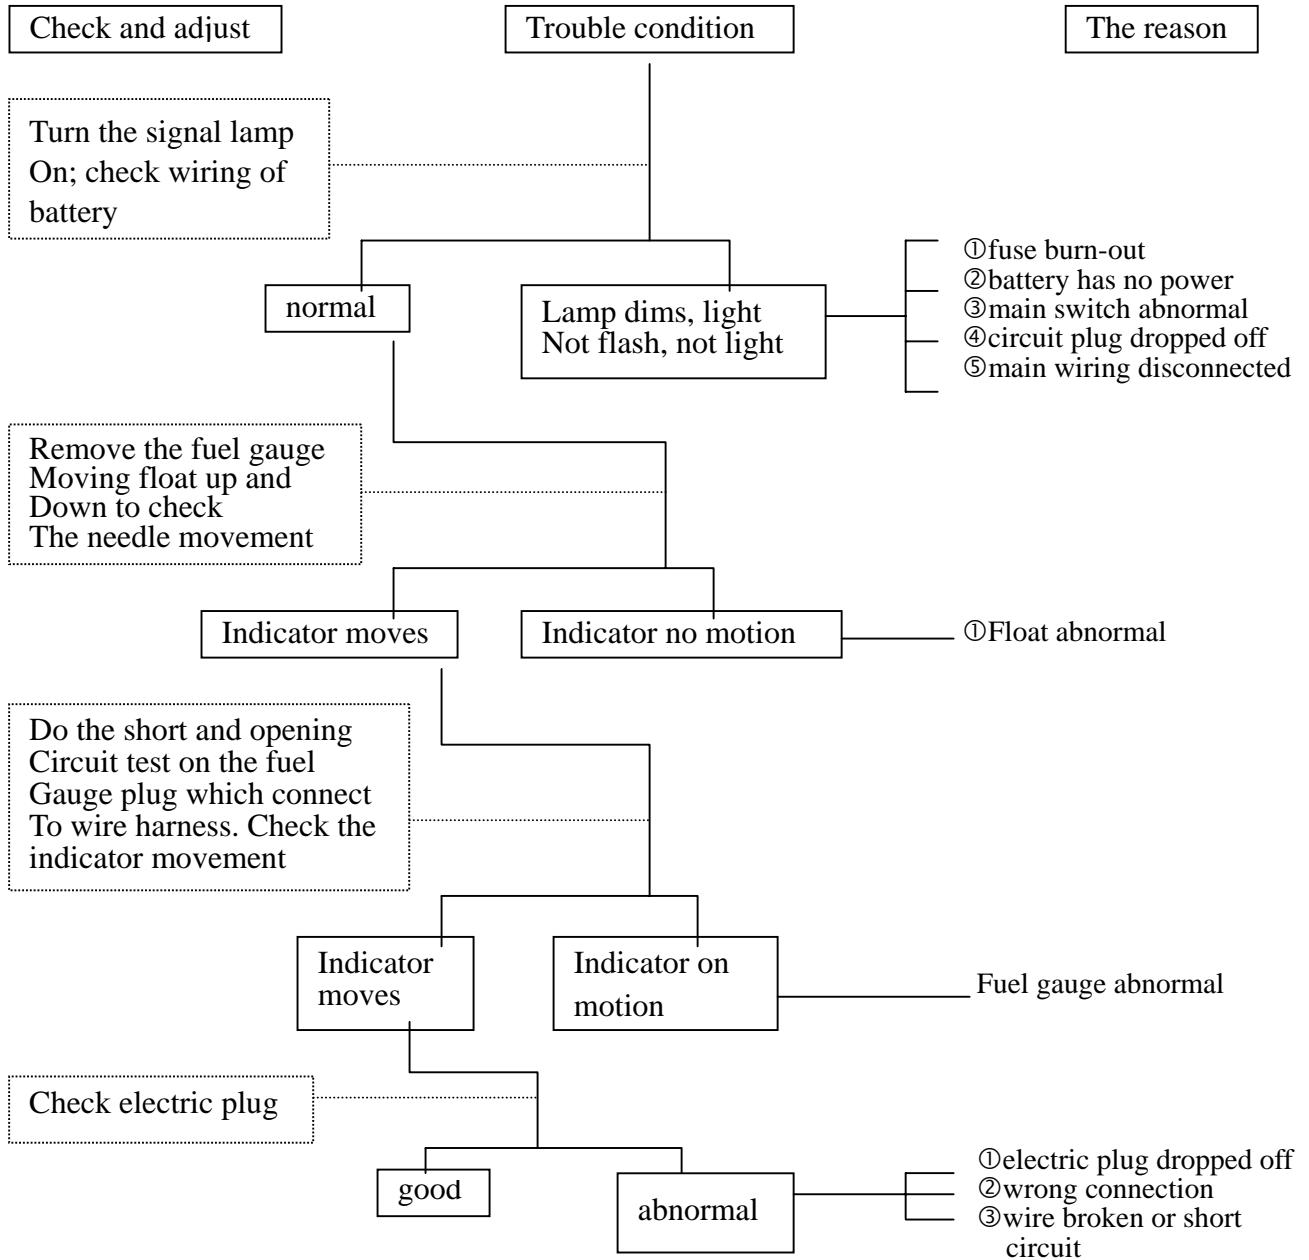 Check and adjust
Trouble condition
The reason
Turn the signal lamp
On; check wiring of
battery
normal
Lamp dims, light
Not flash, not light
①fuse burn-out
②battery has no power
③main switch abnormal
④circuit plug dropped off
⑤main wiring disconnected
Remove the fuel gauge
Moving float up and
Down to check
The needle movement
Indicator moves
Indicator no motion
①Float abnormal
Do the short and opening
Circuit test on the fuel
Gauge plug which connect
To wire harness. Check the
indicator movement
Indicator
moves
Indicator on
motion
Fuel gauge abnormal
Check electric plug
good
abnormal
①electric plug dropped off
②wrong connection
③wire broken or short
circuit